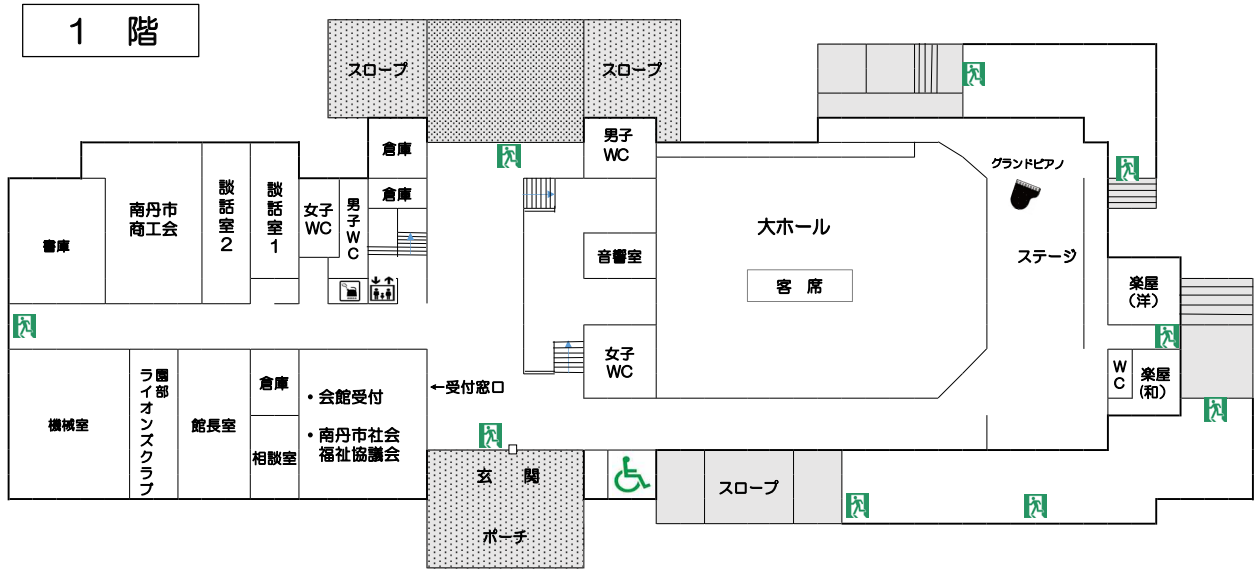 1 階
スロープ
スロープ
倉庫
男子
WC
グランドピアノ
倉庫
南丹市
商工会
談話室2
談話室1
女子
WC
男子WC
書庫
音響室
大ホール
ステージ
客 席
楽屋
(洋)
女子
WC
WC
楽屋
(和)
園部
ライオンズクラブ
倉庫
・会館受付
←受付窓口
機械室
館長室
・南丹市社会
福祉協議会
相談室
玄 関
スロープ
ポーチ